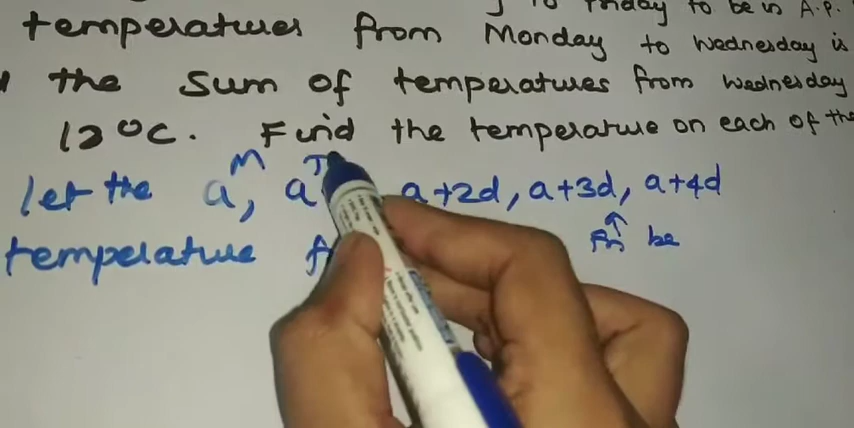 to friday to be in A.P.
temperatures from Monday to Wednesday is
the sum of temperatures from Wednesday
12°C. Find the temperature on each of the
M T
let the a, a a+2d, a+3d, a+4d
temperature be